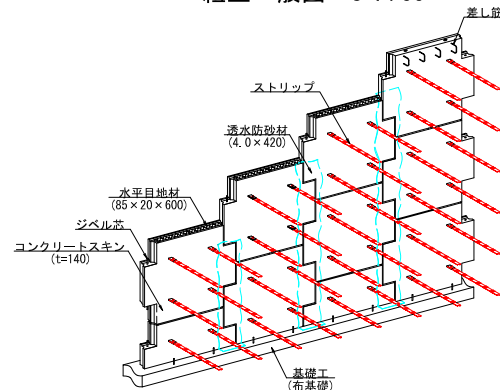 差し筋
ストリップ
透水防砂材
(4.0×420)
水平目地材
(85×20×600)
ジベル芯
コンクリートスキン
(t=140)
基礎工
(布基礎)